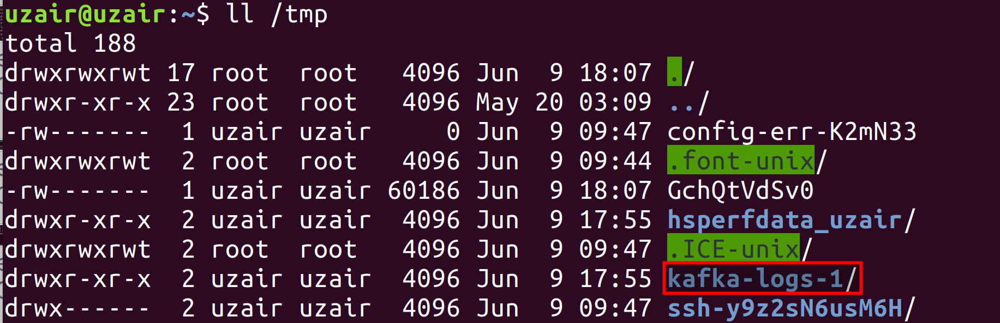 uzair@uzair:~$ ll /tmp
total 188
drwxrwxrwt 17 root  root   4096 Jun  9 18:07 ./
drwxr-xr-x 23 root  root   4096 May 20 03:09 ../
-rw-------  1 uzair uzair     0 Jun  9 09:47 config-err-K2mN33
drwxrwxrwt  2 root  root   4096 Jun  9 09:44 .font-unix/
-rw-------  1 uzair uzair 60186 Jun  9 18:07 GchQtVdSv0
drwxr-xr-x  2 uzair uzair  4096 Jun  9 17:55 hsperfdata_uzair/
drwxrwxrwt  2 root  root   4096 Jun  9 09:47 .ICE-unix/
drwxr-xr-x  2 uzair uzair  4096 Jun  9 17:55 kafka-logs-1/
drwx------  2 uzair uzair  4096 Jun  9 09:47 ssh-y9z2sN6usM6H/